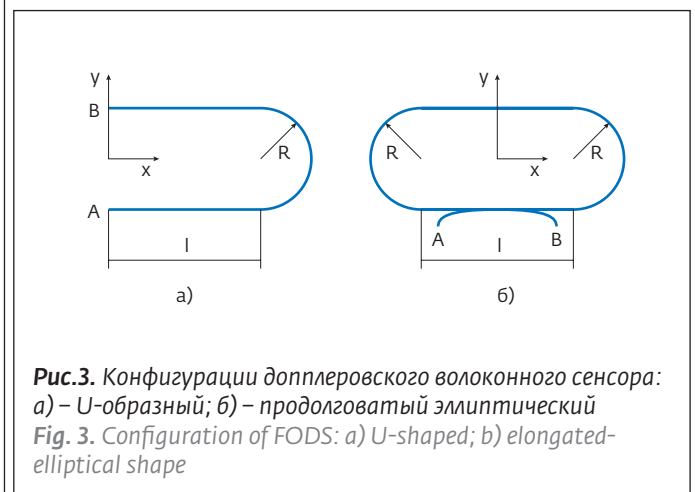 y
B
R
x
A
l
а)
y
R
R
x
A
B
l
б)
Рис.3. Конфигурации допплеровского волоконного сенсора:
а) – U-образный; б) – продолговатый эллиптический
Fig. 3. Configuration of FODS: a) U-shaped; b) elongated-
elliptical shape